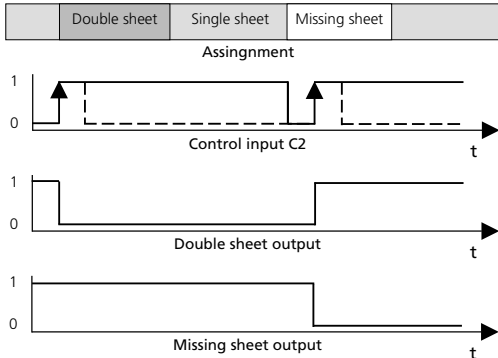 Double sheet Single sheet Missing sheet
Assingnment
1
0
Control input C2
t
1
0
Double sheet output
t
1
0
Missing sheet output
t